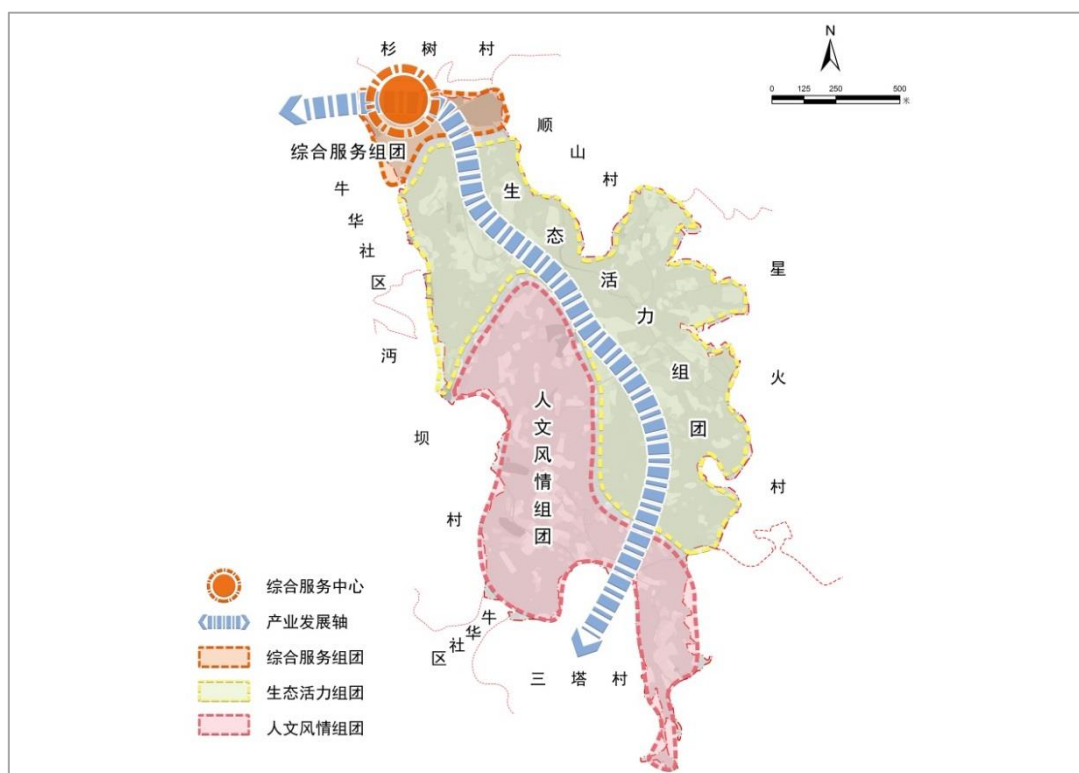 杉树村
N
0 125 250 500
米
综合服务组团
顺山村
牛华社区
生态活力组团
星火村
沔坝村
人文风情组团
牛华社区
三塔村
综合服务中心
产业发展轴
综合服务组团
生态活力组团
人文风情组团